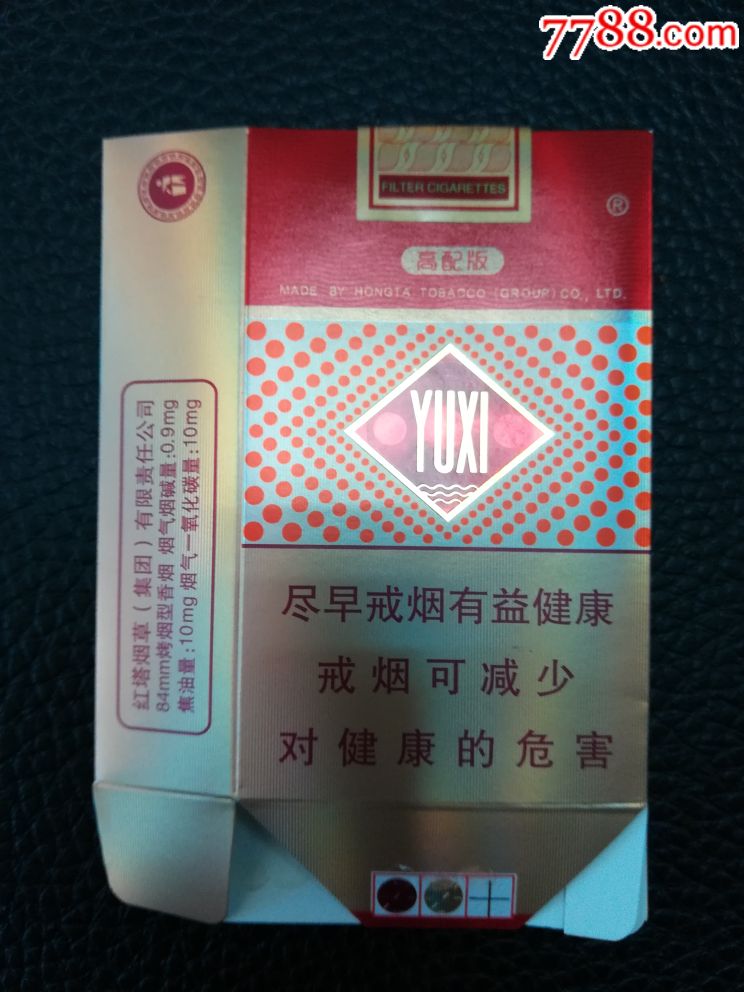 7788.com
FILTER CIGARETTES
®
高配版
MADE BY HONGTA TOBACCO (GROUP) CO., LTD.
YUXI
尽早戒烟有益健康
戒烟可减少
对健康的危害
红塔烟草(集团)有限责任公司
84mm烤烟型香烟 烟气烟碱量:0.9mg
焦油量:10mg 烟气一氧化碳量:10mg